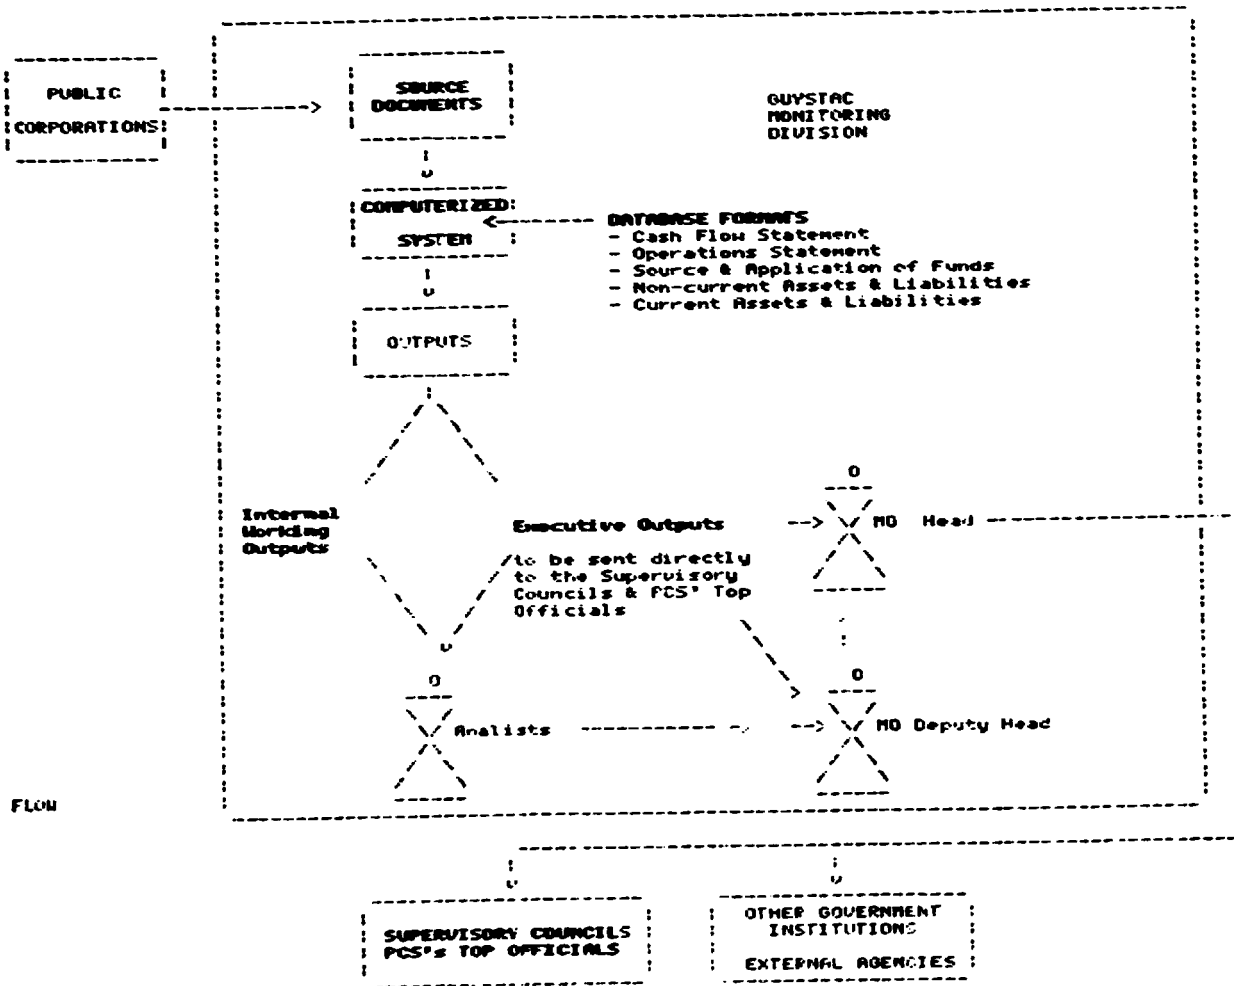 PUBLIC
CORPORATIONS
SOURCE
DOCUMENTS
GUYSTAC
MONITORING
DIVISION
COMPUTERIZED
SYSTEM
DATABASE FORMATS
- Cash Flow Statement
- Operations Statement
- Source & Application of Funds
- Non-current Assets & Liabilities
- Current Assets & Liabilities
OUTPUTS
Internal
Working
Outputs
Executive Outputs
to be sent directly
to the Supervisory
Councils & PCS' Top
Officials
MD Head
Analists
MD Deputy Head
FLOW
SUPERVISORY COUNCILS
PCS's TOP OFFICIALS
OTHER GOVERNMENT
INSTITUTIONS
EXTERNAL AGENCIES